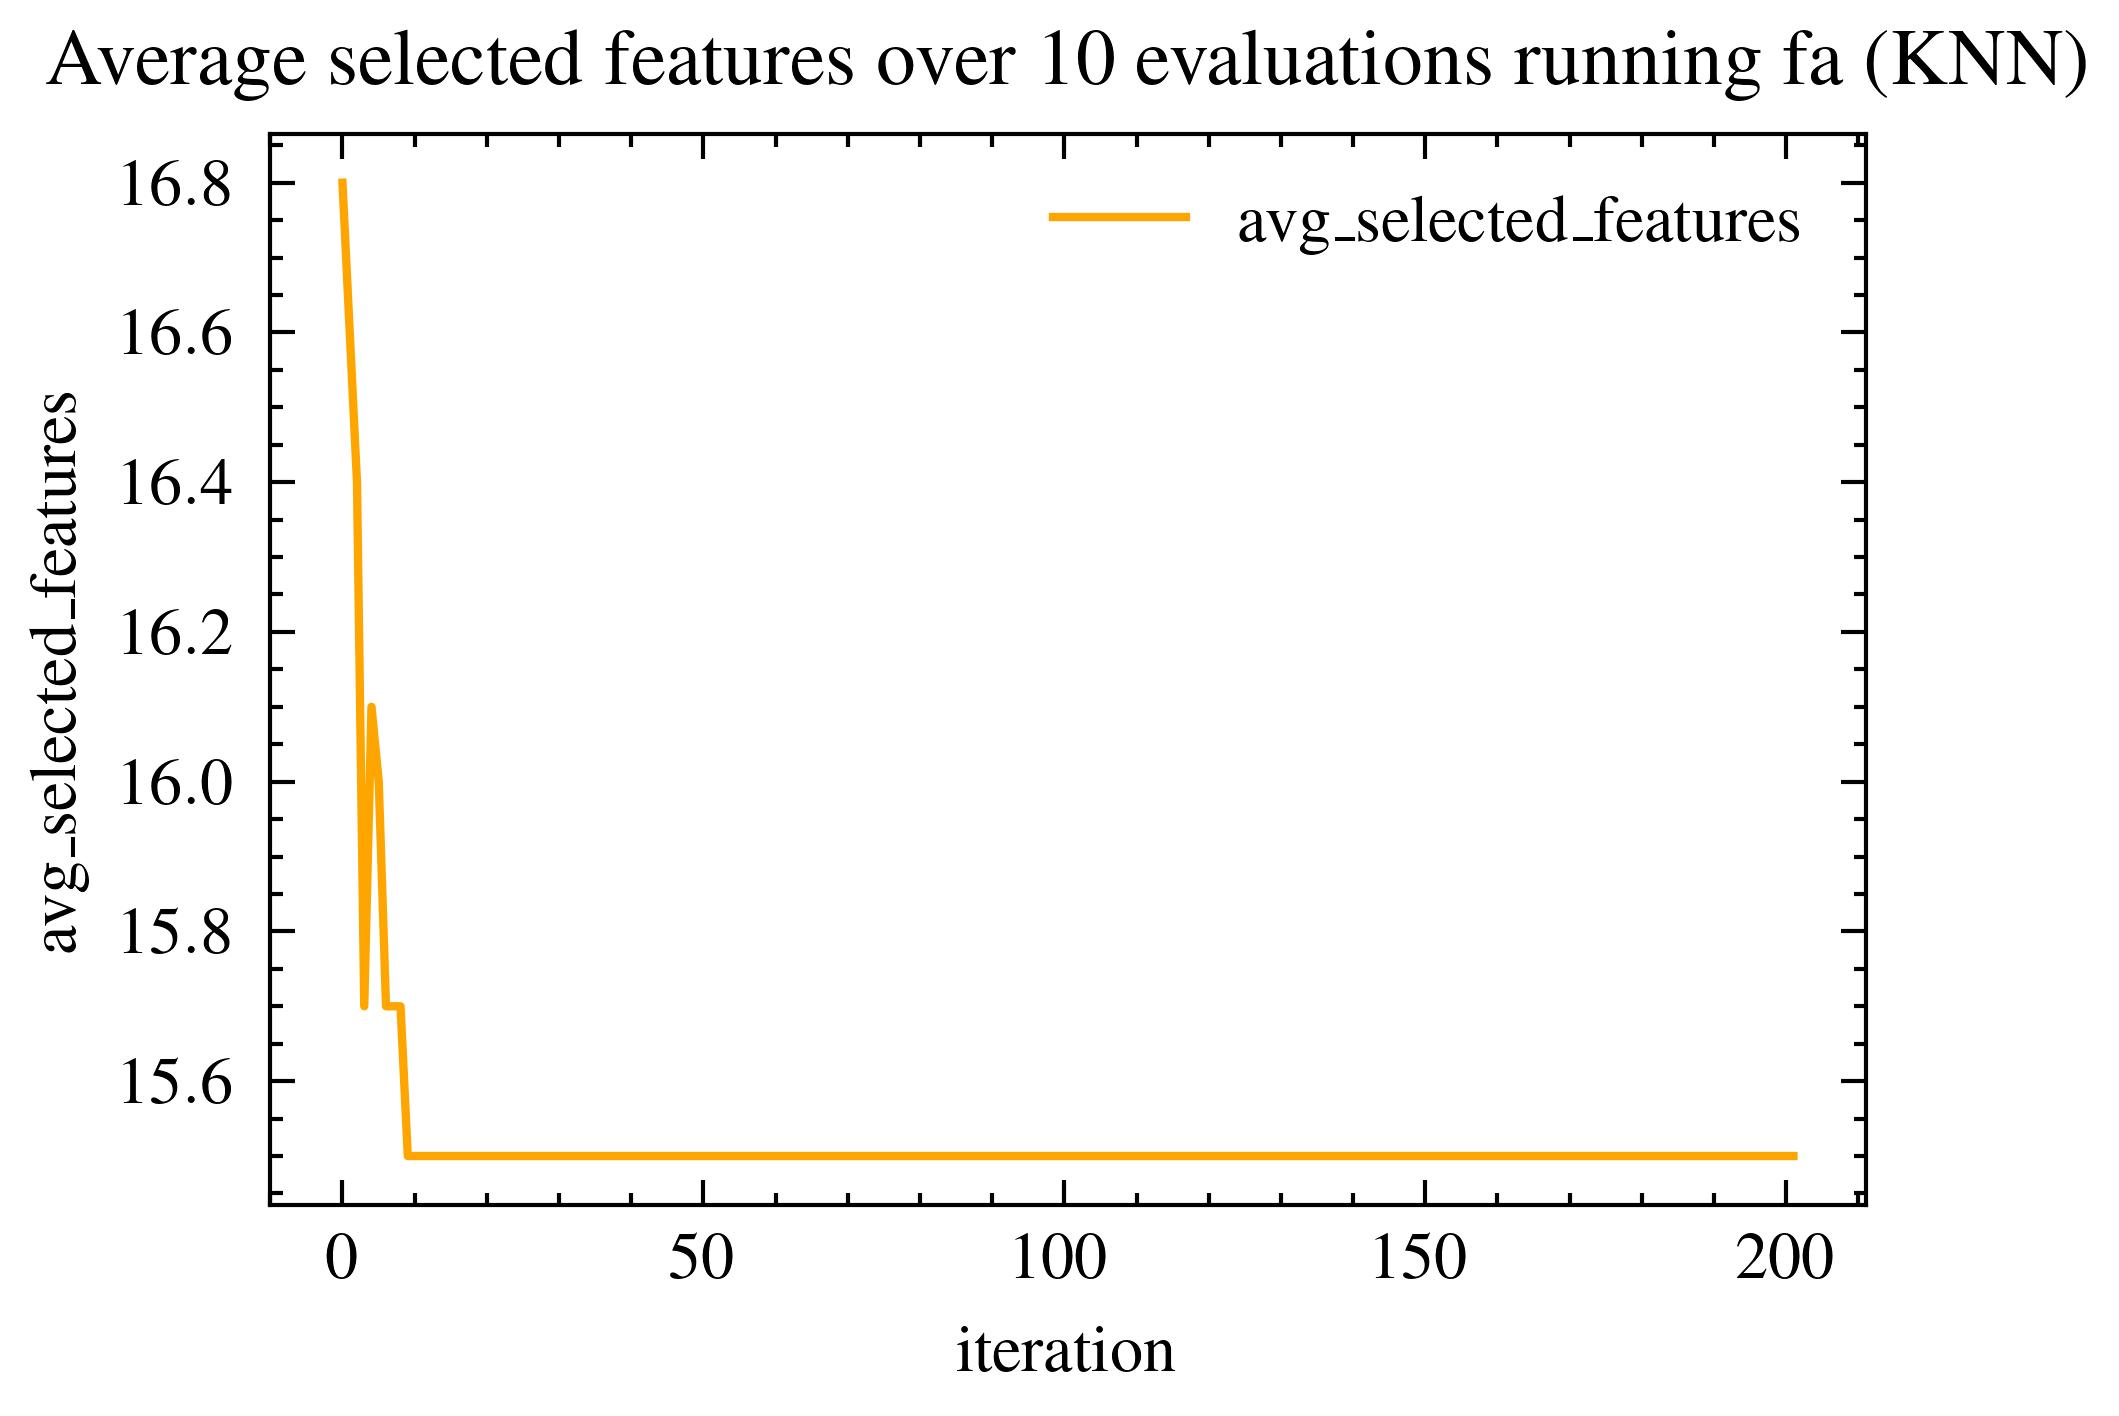 Average selected features over 10 evaluations running fa (KNN)
avg_selected_features
16.8
16.6
16.4
16.2
16.0
15.8
15.6
avg_selected_features
0 50 100 150 200
iteration